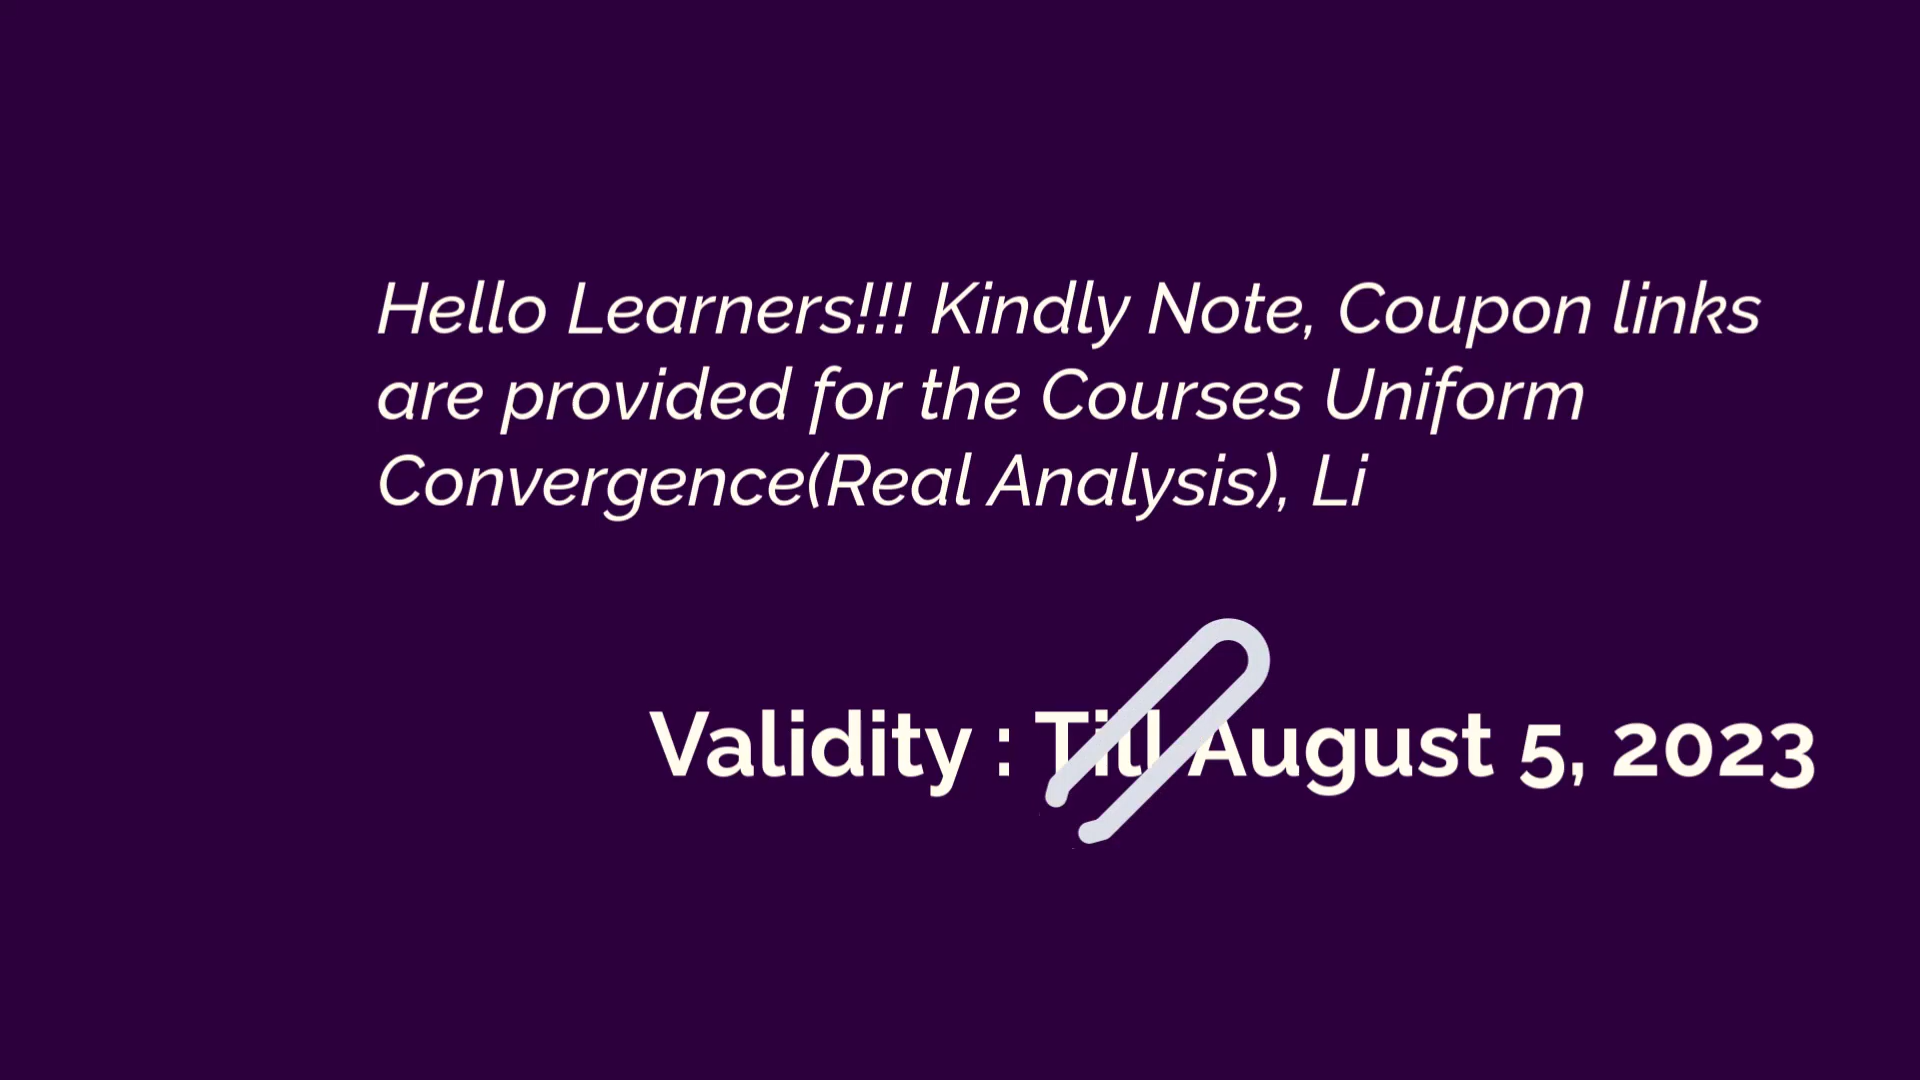 Hello Learners!!! Kindly Note, Coupon links
are provided for the Courses Uniform
Convergence(Real Analysis), Li
Validity : Till August 5, 2023